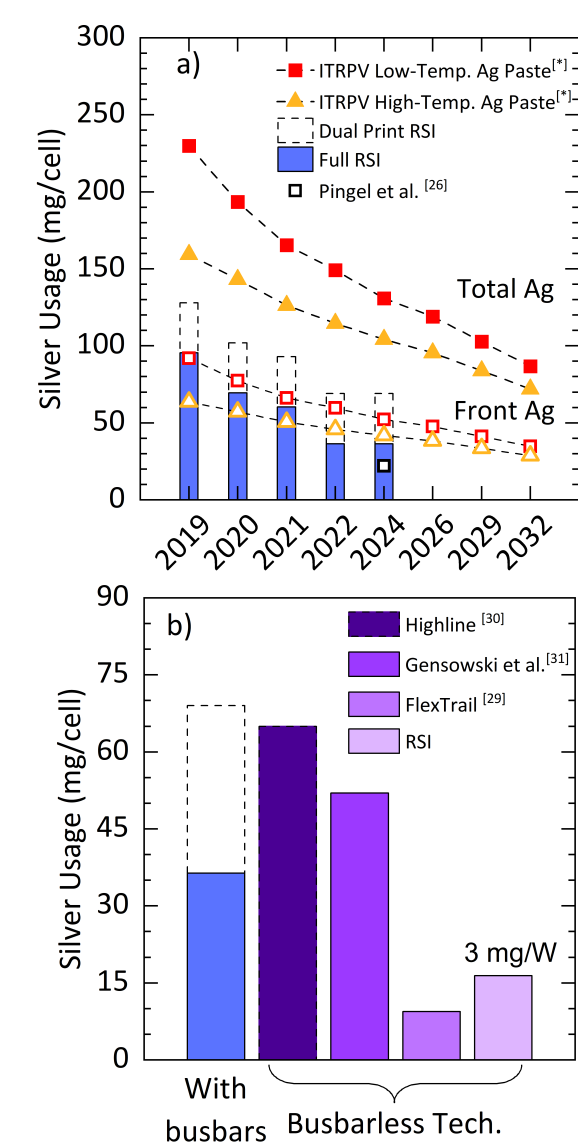 300
250
200
150
100
50
0
Silver Usage (mg/cell)
a)
ITRPV Low-Temp. Ag Paste[*]
ITRPV High-Temp. Ag Paste[*]
Dual Print RSI
Full RSI
Pingel et al. [26]
Total Ag
Front Ag
2019 2020 2021 2022 2024 2026 2029 2032
90
75
60
45
30
15
0
Silver Usage (mg/cell)
b)
Highline [30]
Gensowski et al.[31]
FlexTrail [29]
RSI
3 mg/W
With
busbars
Busbarless Tech.